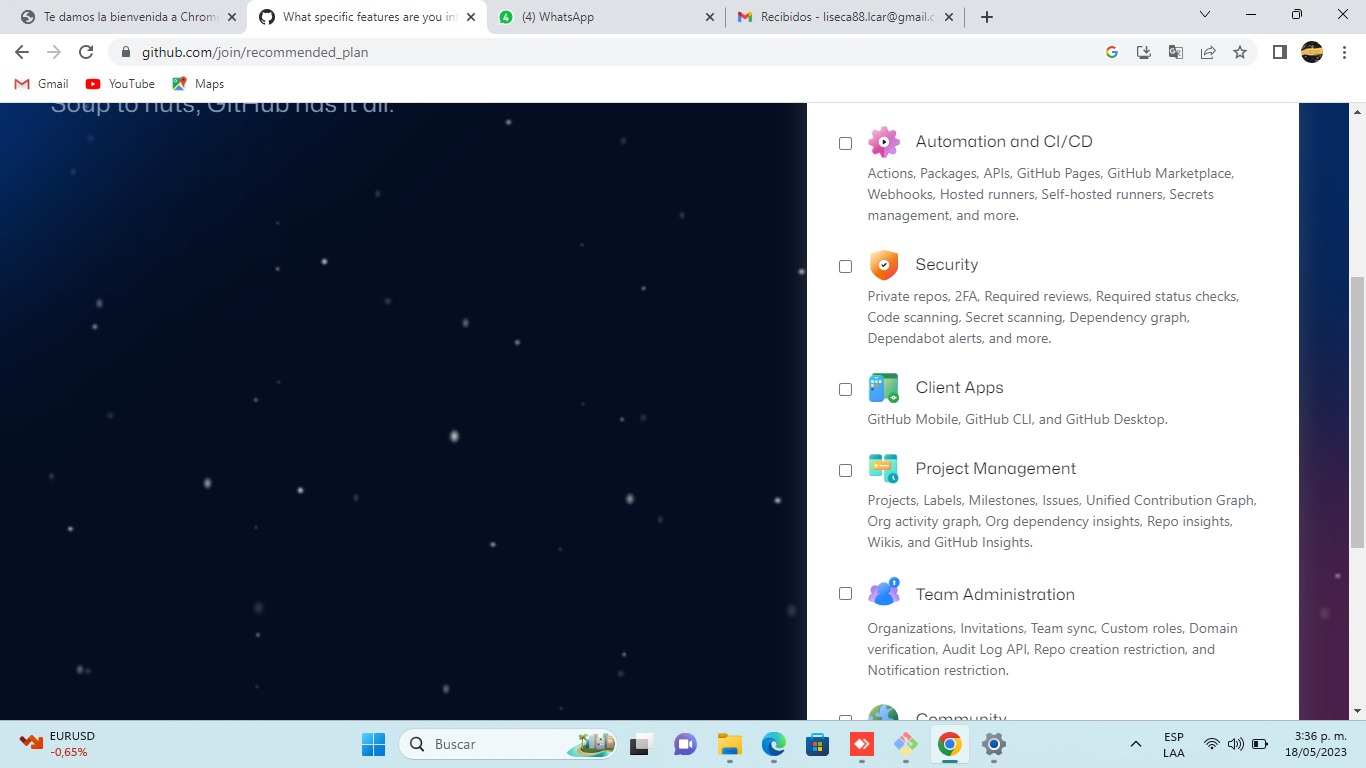 Te damos la bienvenida a Chrom
What specific features are you int
(4) WhatsApp
Recibidos - liseca88.lcar@gmail.c
github.com/join/recommended_plan
Gmail
YouTube
Maps
Soup to nuts, GitHub has it all.
Automation and CI/CD
Actions, Packages, APIs, GitHub Pages, GitHub Marketplace,
Webhooks, Hosted runners, Self-hosted runners, Secrets
management, and more.
Security
Private repos, 2FA, Required reviews, Required status checks,
Code scanning, Secret scanning, Dependency graph,
Dependabot alerts, and more.
Client Apps
GitHub Mobile, GitHub CLI, and GitHub Desktop.
Project Management
Projects, Labels, Milestones, Issues, Unified Contribution Graph,
Org activity graph, Org dependency insights, Repo insights,
Wikis, and GitHub Insights.
Team Administration
Organizations, Invitations, Team sync, Custom roles, Domain
verification, Audit Log API, Repo creation restriction, and
Notification restriction.
Community
EURUSD
-0,65%
Buscar
ESP
LAA
3:36 p. m.
18/05/2023